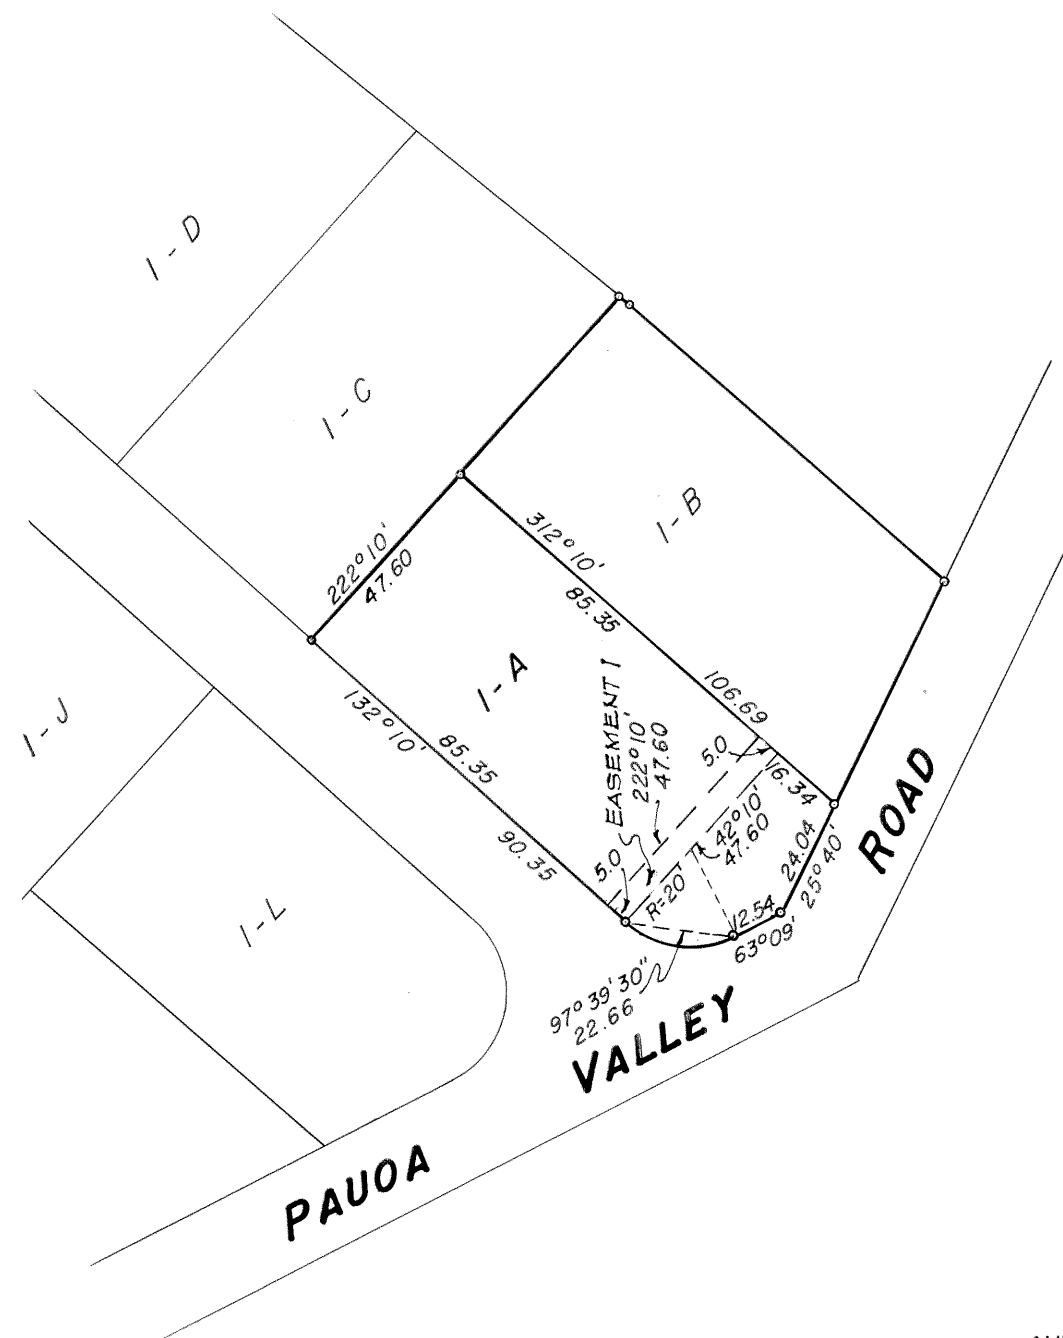 1 - D
1 - C
1 - B
222°10'
47.60
312°10'
85.35
106.69
1 - A
1 - J
132°10'
85.35
90.35
EASEMENT 1
222°10'
47.60
5.0
16.34
5.0
42°10'
47.60
R=20'
24.04
25°40'
12.54
63°09'
97°39'30"
22.66
1 - L
PAUOA
VALLEY
ROAD